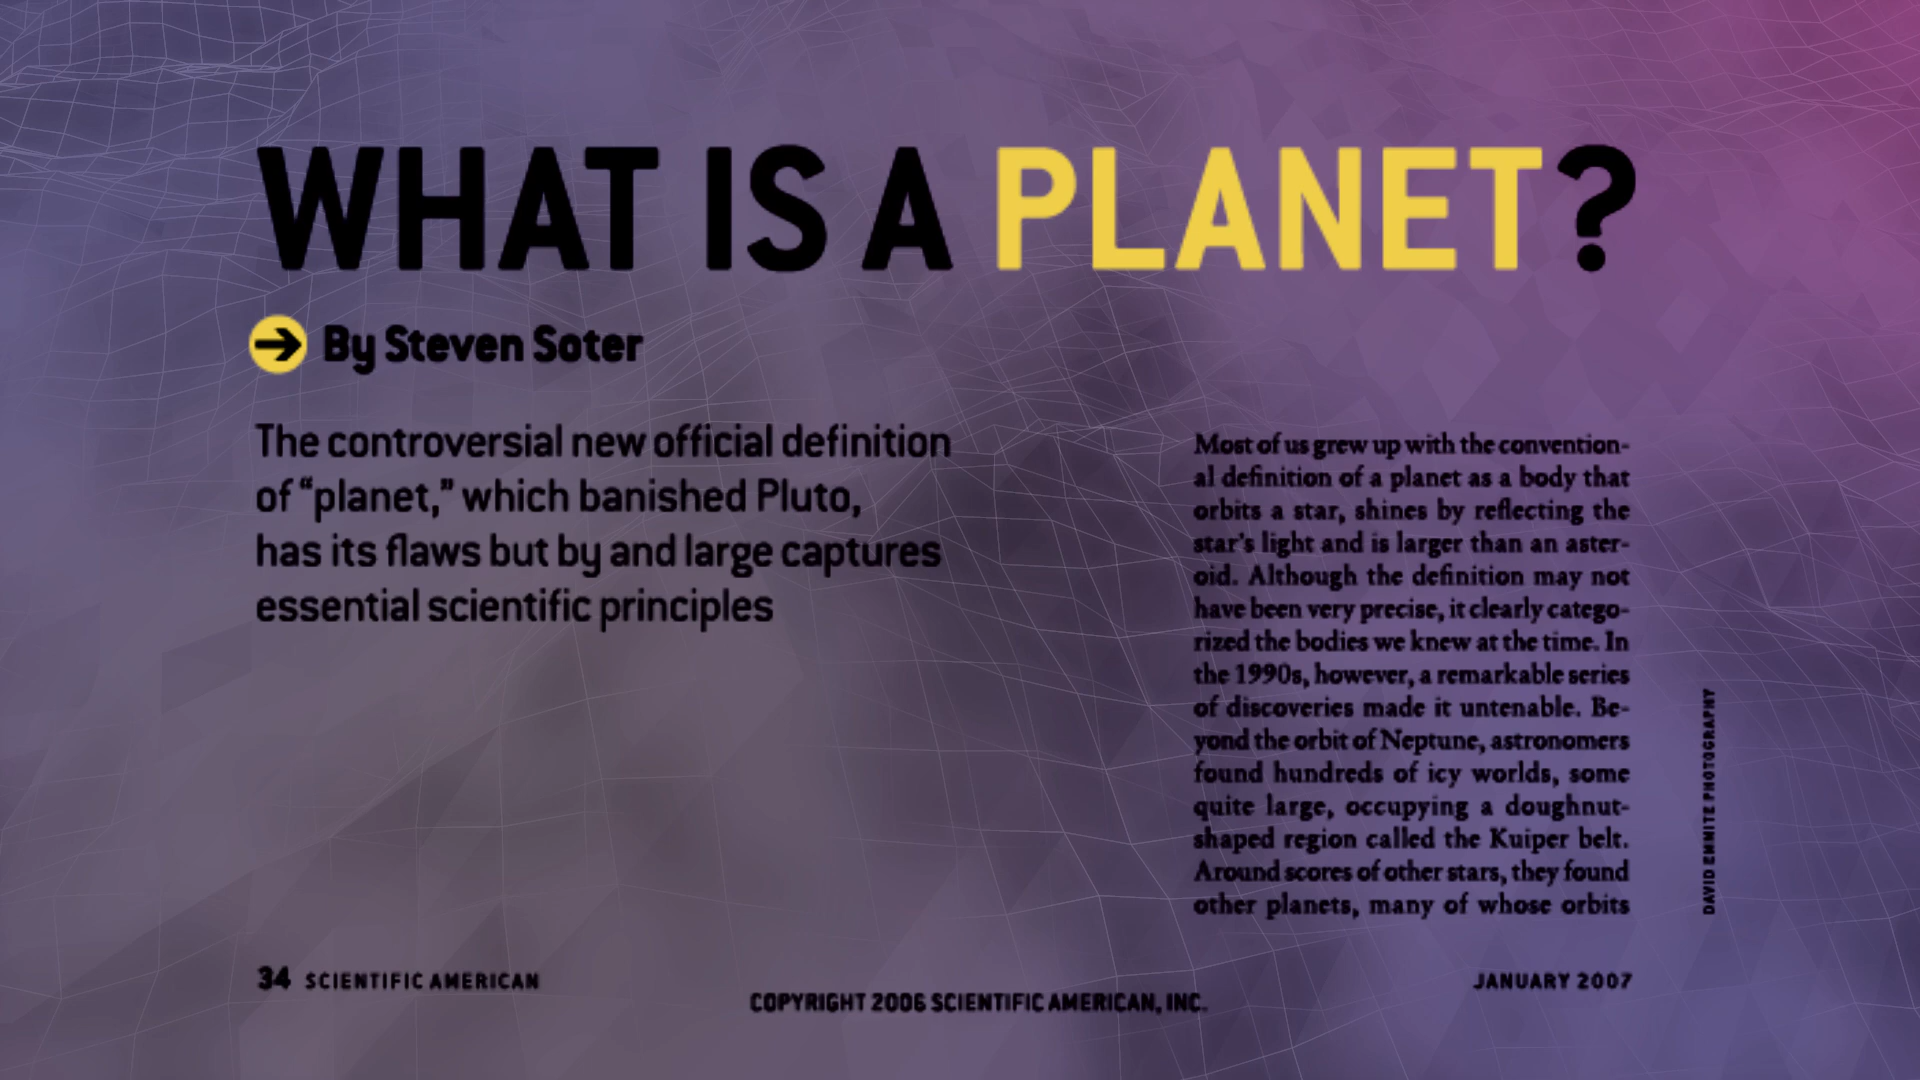 WHAT IS A PLANET?
By Steven Soter
The controversial new official definition
of “planet,” which banished Pluto,
has its flaws but by and large captures
essential scientific principles
Most of us grew up with the convention-
al definition of a planet as a body that
orbits a star, shines by reflecting the
star's light and is larger than an aster-
oid. Although the definition may not
have been very precise, it clearly catego-
rized the bodies we knew at the time. In
the 1990s, however, a remarkable series
of discoveries made it untenable. Be-
yond the orbit of Neptune, astronomers
found hundreds of icy worlds, some
quite large, occupying a doughnut-
shaped region called the Kuiper belt.
Around scores of other stars, they found
other planets, many of whose orbits
DAVID EMMITE PHOTOGRAPHY
34 SCIENTIFIC AMERICAN
JANUARY 2007
COPYRIGHT 2006 SCIENTIFIC AMERICAN, INC.